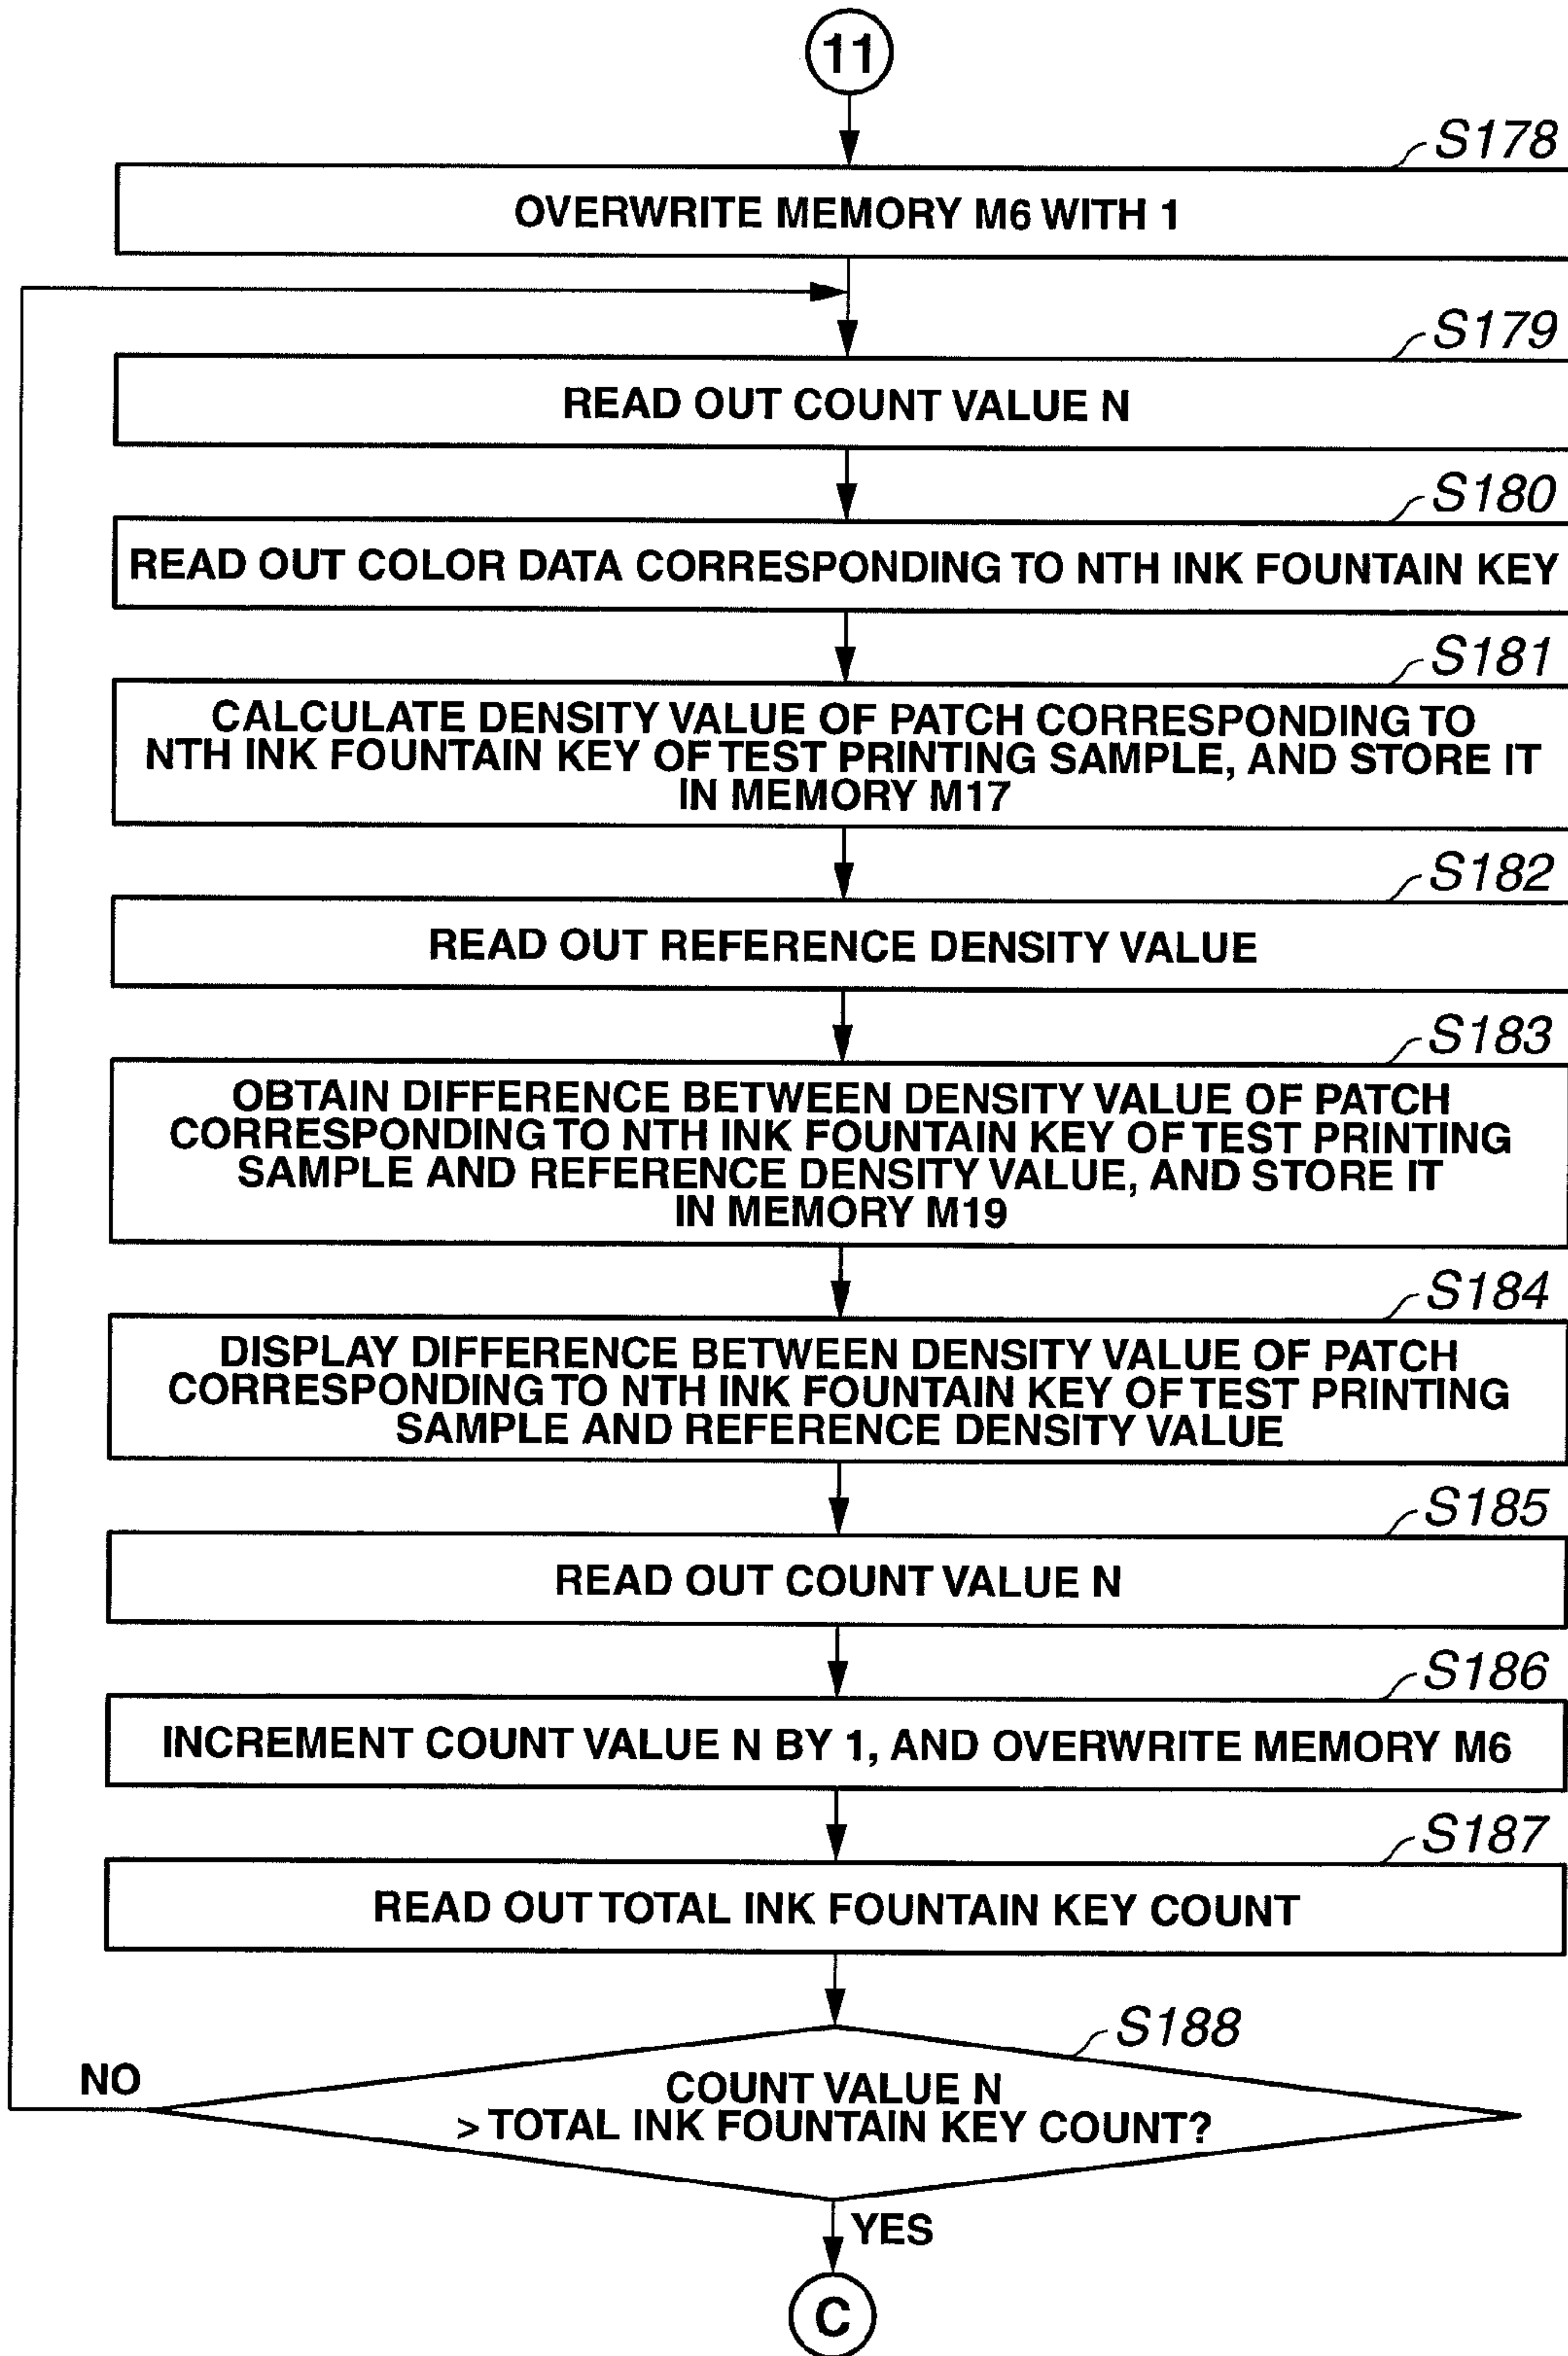 11
S178
OVERWRITE MEMORY M6 WITH 1
S179
READ OUT COUNT VALUE N
S180
READ OUT COLOR DATA CORRESPONDING TO NTH INK FOUNTAIN KEY
S181
CALCULATE DENSITY VALUE OF PATCH CORRESPONDING TO
NTH INK FOUNTAIN KEY OF TEST PRINTING SAMPLE, AND STORE IT
IN MEMORY M17
S182
READ OUT REFERENCE DENSITY VALUE
S183
OBTAIN DIFFERENCE BETWEEN DENSITY VALUE OF PATCH
CORRESPONDING TO NTH INK FOUNTAIN KEY OF TEST PRINTING
SAMPLE AND REFERENCE DENSITY VALUE, AND STORE IT
IN MEMORY M19
S184
DISPLAY DIFFERENCE BETWEEN DENSITY VALUE OF PATCH
CORRESPONDING TO NTH INK FOUNTAIN KEY OF TEST PRINTING
SAMPLE AND REFERENCE DENSITY VALUE
S185
READ OUT COUNT VALUE N
S186
INCREMENT COUNT VALUE N BY 1, AND OVERWRITE MEMORY M6
S187
READ OUT TOTAL INK FOUNTAIN KEY COUNT
S188
NO
COUNT VALUE N
> TOTAL INK FOUNTAIN KEY COUNT?
YES
C